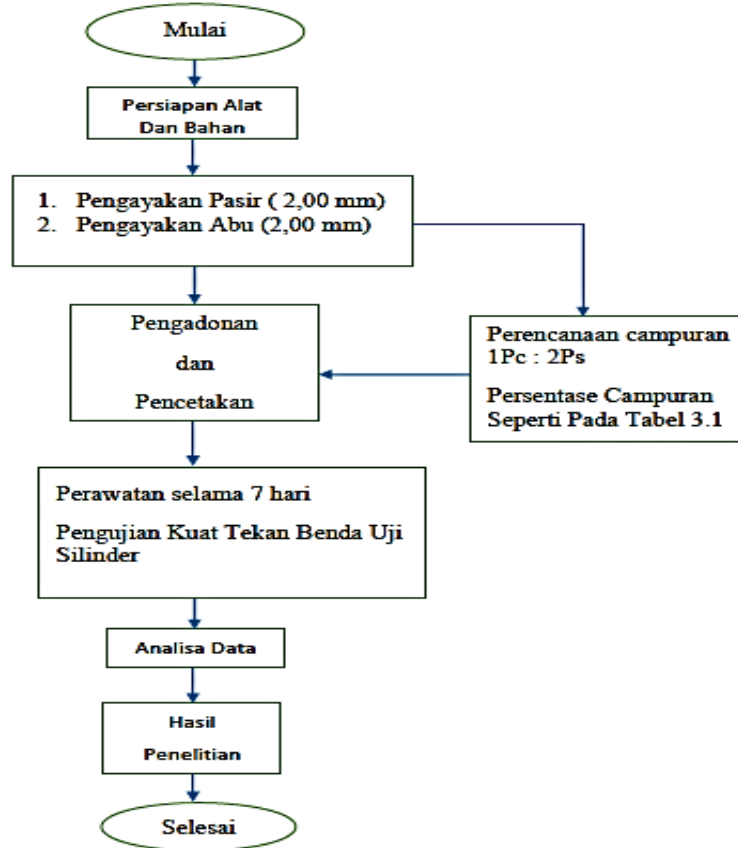 Mulai
Persiapan Alat
Dan Bahan
1. Pengayakan Pasir ( 2,00 mm)
2. Pengayakan Abu (2,00 mm)
Pengadonan
dan
Pencetakan
Perencanaan campuran
1Pc : 2Ps
Persentase Campuran
Seperti Pada Tabel 3.1
Perawatan selama 7 hari
Pengujian Kuat Tekan Benda Uji
Silinder
Analisa Data
Hasil
Penelitian
Selesai